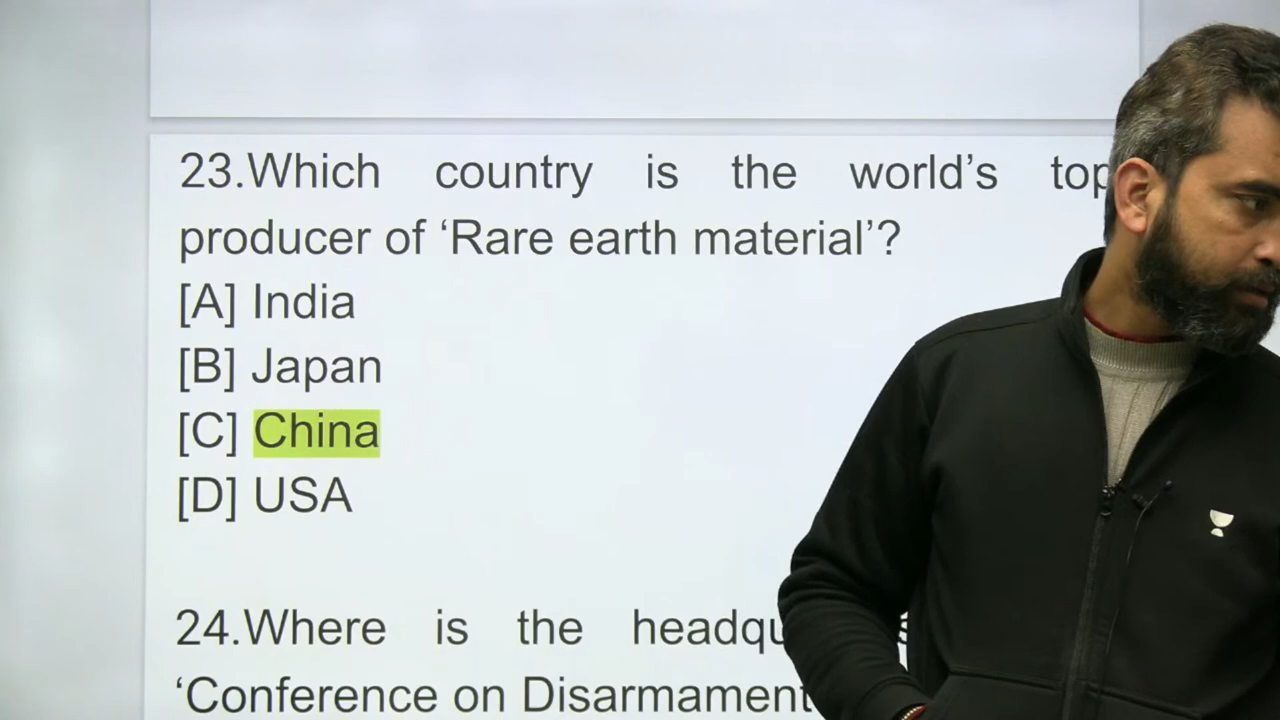 23.Which country is the world’s top
producer of ‘Rare earth material’?
[A] India
[B] Japan
[C] China
[D] USA
24.Where is the
‘Conference on Disarmament